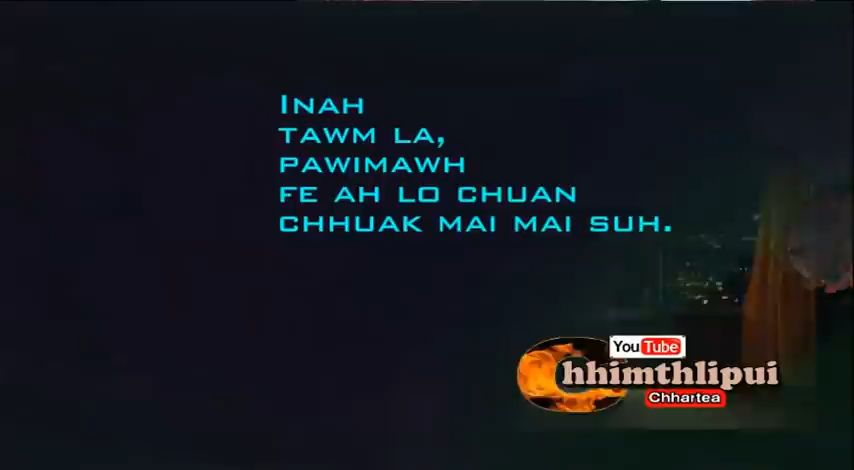 INAH
TAWM LA,
PAWIMAWH
FE AH LO CHUAN
CHHUAK MAI MAI SUH.
YouTube
Chhimthlipui
Chhartea